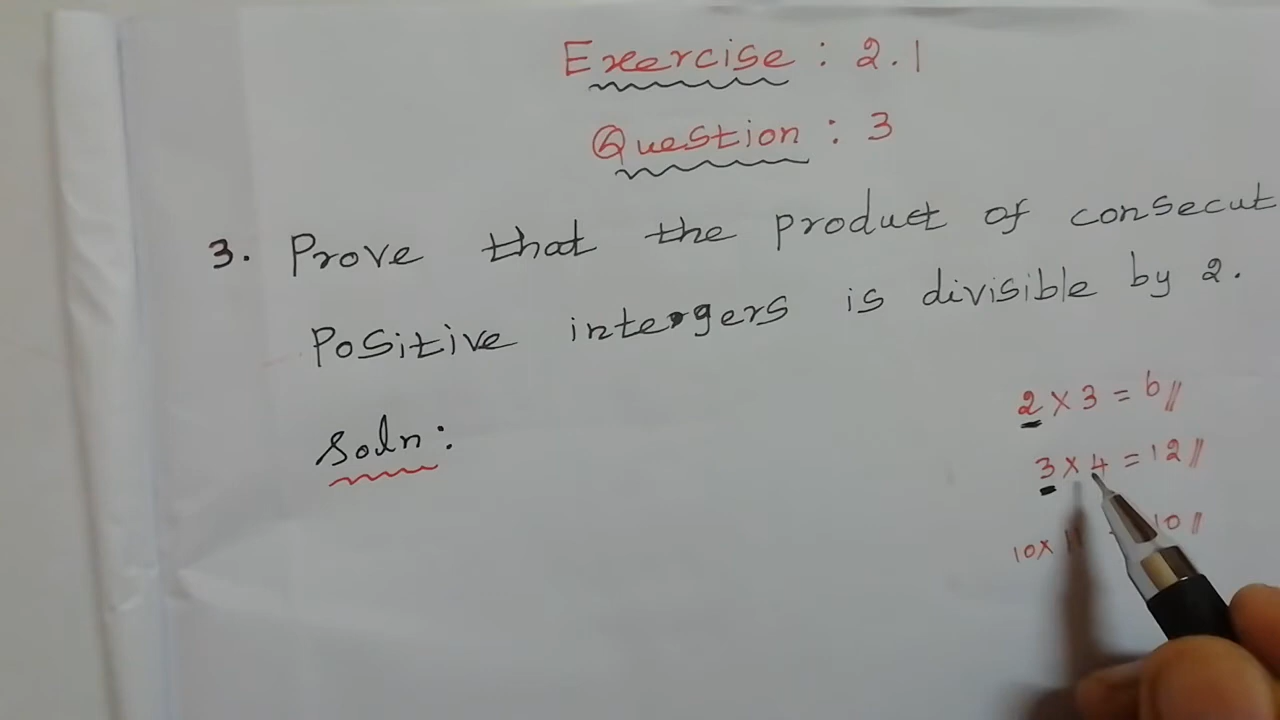 Exercise : 2.1
Question : 3
3. Prove that the product of consecut
Positive intergers is divisible by 2.
Soln:
2 x 3 = 6//
3 x 4 = 12//
10 x